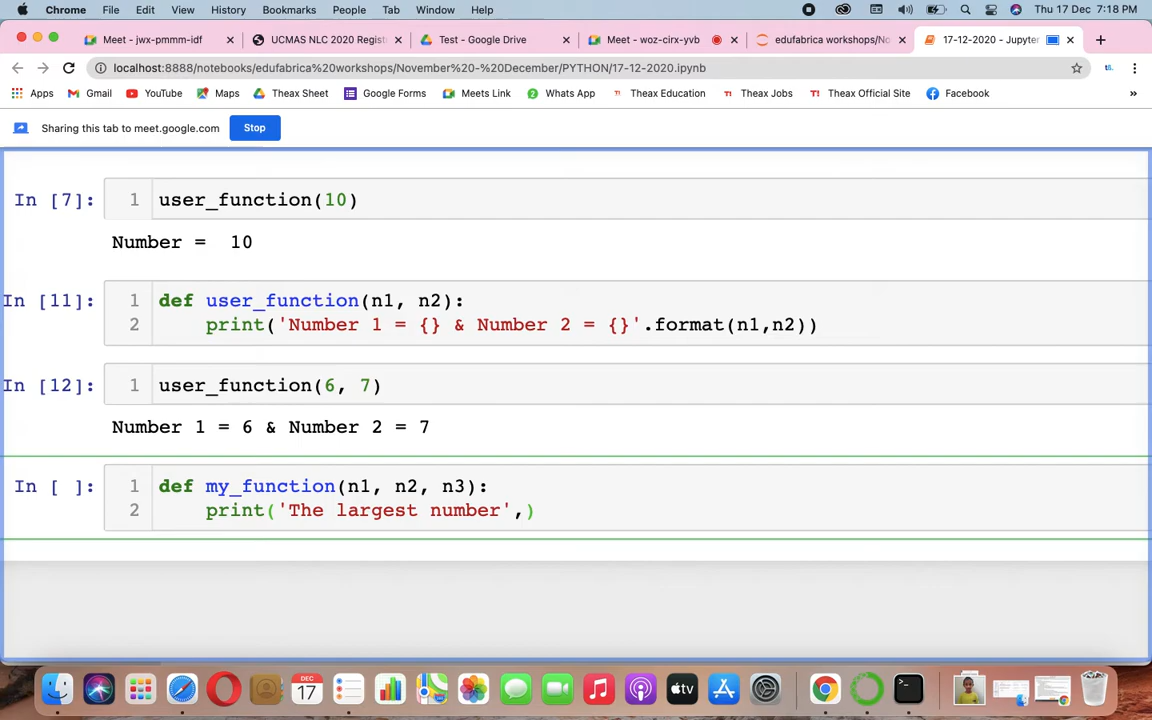 Chrome File Edit View History Bookmarks People Tab Window Help Thu 17 Dec 7:18 PM
Meet - jwx-pmmm-idf UCMAS NLC 2020 Regist Test - Google Drive Meet - woz-cirx-yvb edufabrica workshops/No 17-12-2020 - Jupyter
localhost:8888/notebooks/edufabrica%20workshops/November%20-%20December/PYTHON/17-12-2020.ipynb
Apps Gmail YouTube Maps Theax Sheet Google Forms Meets Link Whats App Theax Education Theax Jobs Theax Official Site Facebook »
Sharing this tab to meet.google.com Stop
In [7]: 1 user_function(10)
Number =  10
In [11]: 1 def user_function(n1, n2):
2 print('Number 1 = {} & Number 2 = {}'.format(n1,n2))
In [12]: 1 user_function(6, 7)
Number 1 = 6 & Number 2 = 7
In [ ]: 1 def my_function(n1, n2, n3):
2 print('The largest number',)
DEC
17
tv